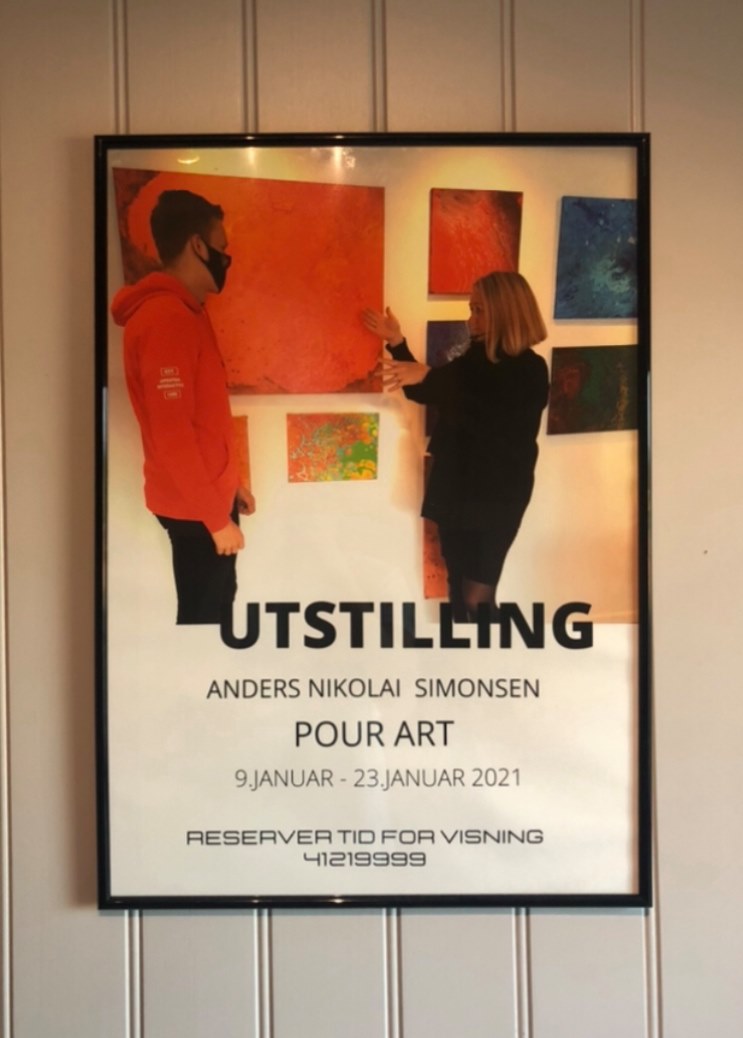 UTSTILLING
ANDERS NIKOLAI SIMONSEN
POUR ART
9.JANUAR - 23.JANUAR 2021
RESERVER TID FOR VISNING
41219999